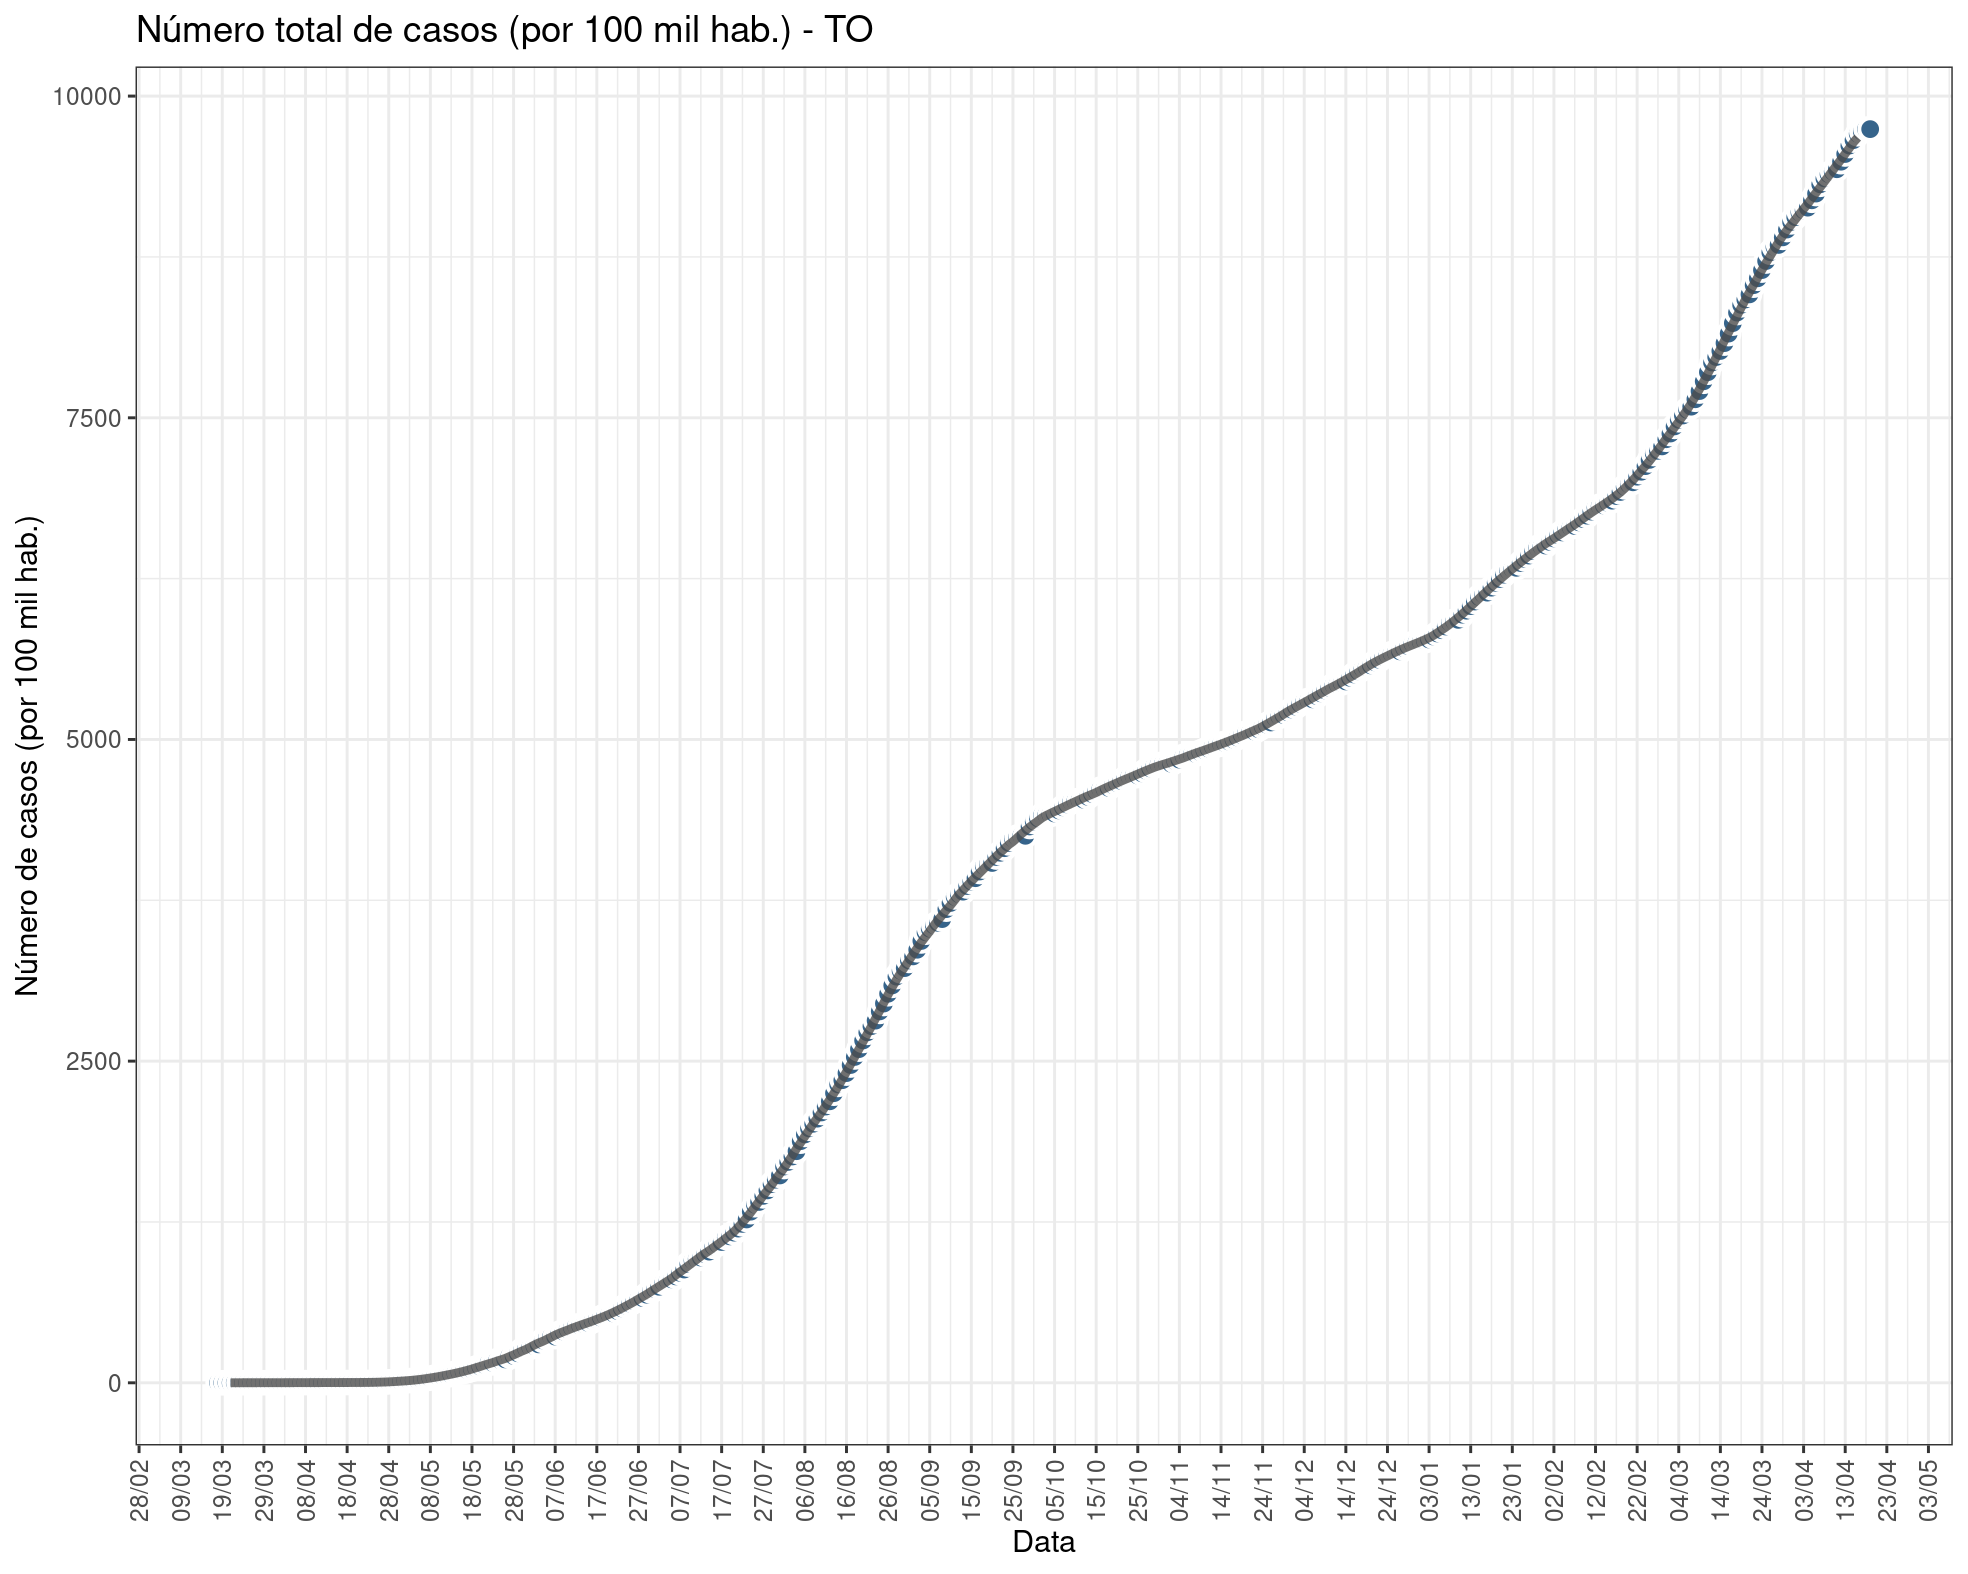 Número total de casos (por 100 mil hab.) - TO
Número de casos (por 100 mil hab.)
10000
7500
5000
2500
0
28/02 09/03 19/03 29/03 08/04 18/04 28/04 08/05 18/05 28/05 07/06 17/06 27/06 07/07 17/07 27/07 06/08 16/08 26/08 05/09 15/09 25/09 05/10 15/10 25/10 04/11 14/11 24/11 04/12 14/12 24/12 03/01 13/01 23/01 02/02 12/02 22/02 04/03 14/03 24/03 03/04 13/04 23/04 03/05
Data